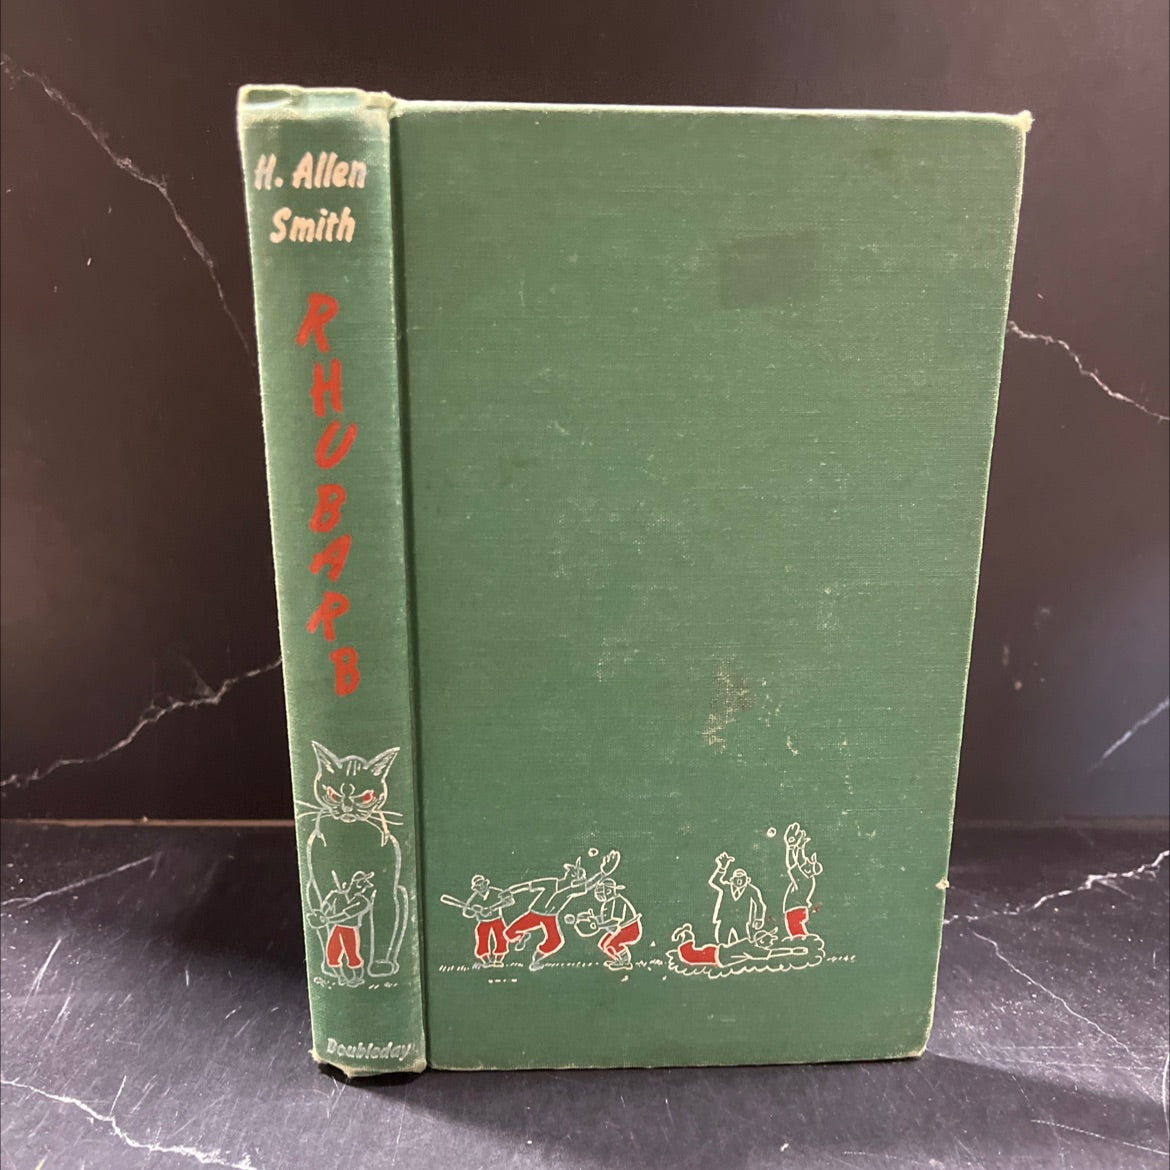 H. Allen
Smith
RHUBARB
Doubleday